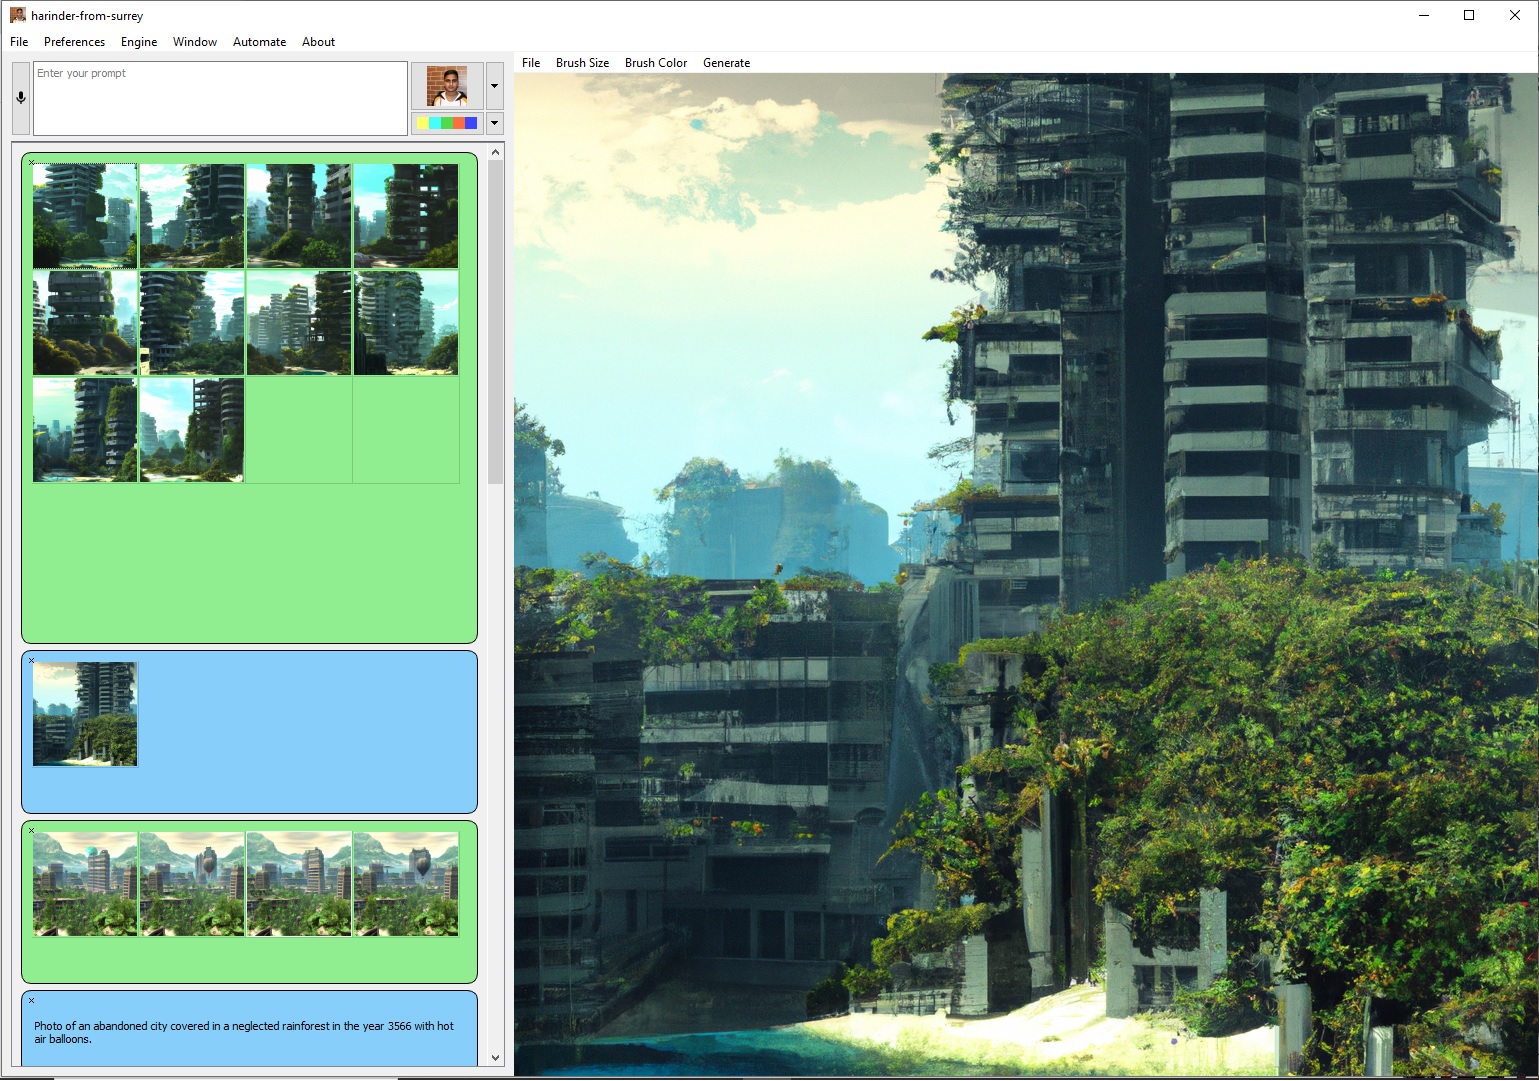 harinder-from-surrey
File Preferences Engine Window Automate About
File Brush Size Brush Color Generate
Enter your prompt
Photo of an abandoned city covered in a neglected rainforest in the year 3566 with hot
air balloons.